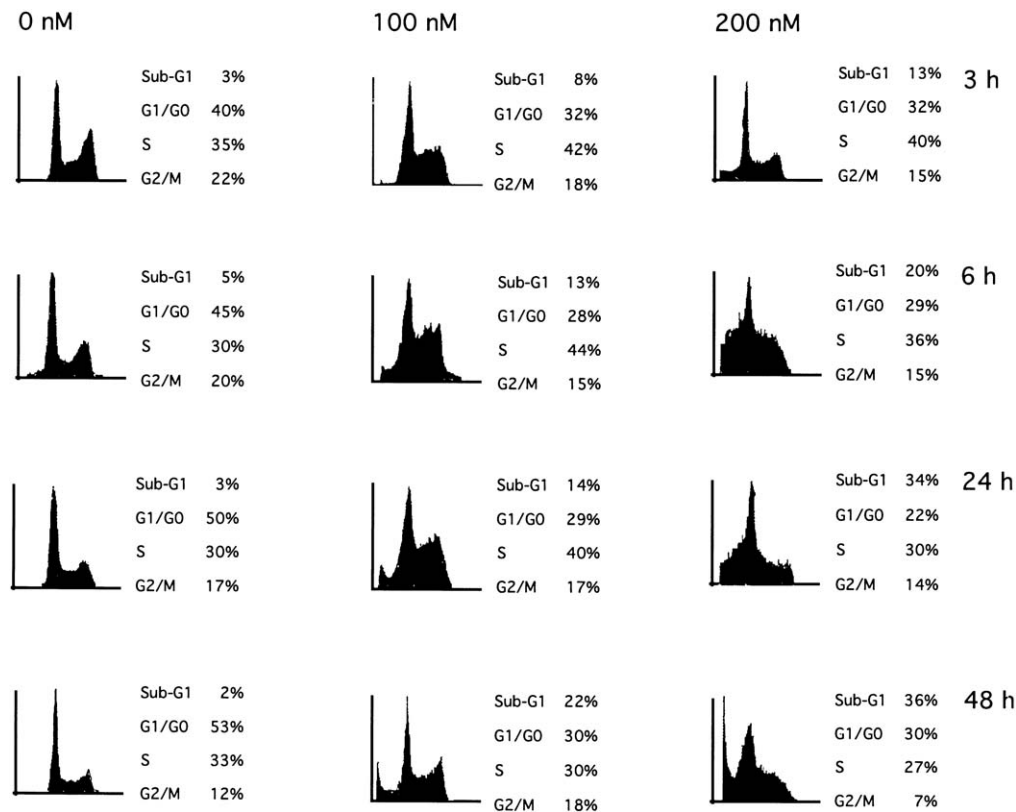 0 nM 100 nM 200 nM
Sub-G1 3% Sub-G1 8% Sub-G1 13% 3 h
G1/G0 40% G1/G0 32% G1/G0 32%
S 35% S 42% S 40%
G2/M 22% G2/M 18% G2/M 15%
Sub-G1 5% Sub-G1 13% Sub-G1 20% 6 h
G1/G0 45% G1/G0 28% G1/G0 29%
S 30% S 44% S 36%
G2/M 20% G2/M 15% G2/M 15%
Sub-G1 3% Sub-G1 14% Sub-G1 34% 24 h
G1/G0 50% G1/G0 29% G1/G0 22%
S 30% S 40% S 30%
G2/M 17% G2/M 17% G2/M 14%
Sub-G1 2% Sub-G1 22% Sub-G1 36% 48 h
G1/G0 53% G1/G0 30% G1/G0 30%
S 33% S 30% S 27%
G2/M 12% G2/M 18% G2/M 7%